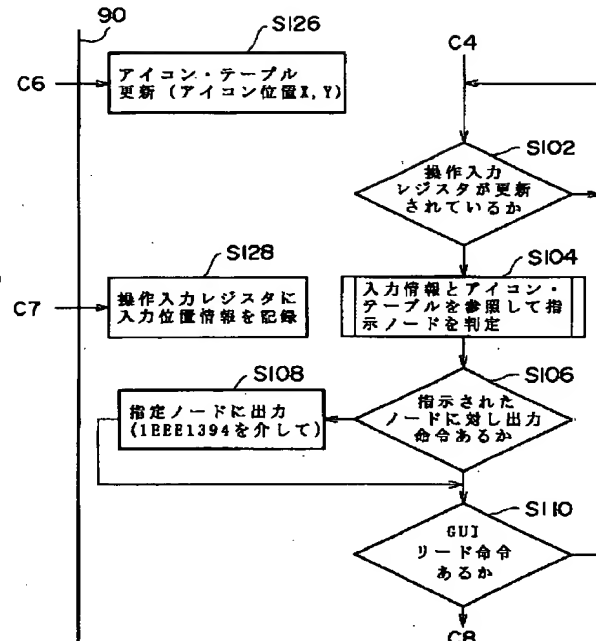 90
S126
C6
アイコン・テーブル
更新（アイコン位置X,Y）
C4
S102
操作入力
レジスタが更新
されているか
S128
C7
操作入力レジスタに
入力位置情報を記録
S104
入力情報とアイコン・
テーブルを参照して指
示ノードを判定
S106
指示された
ノードに対し出力
命令あるか
S108
指定ノードに出力
(IEEE1394を介して)
S110
GUI
リード命令
あるか
C8